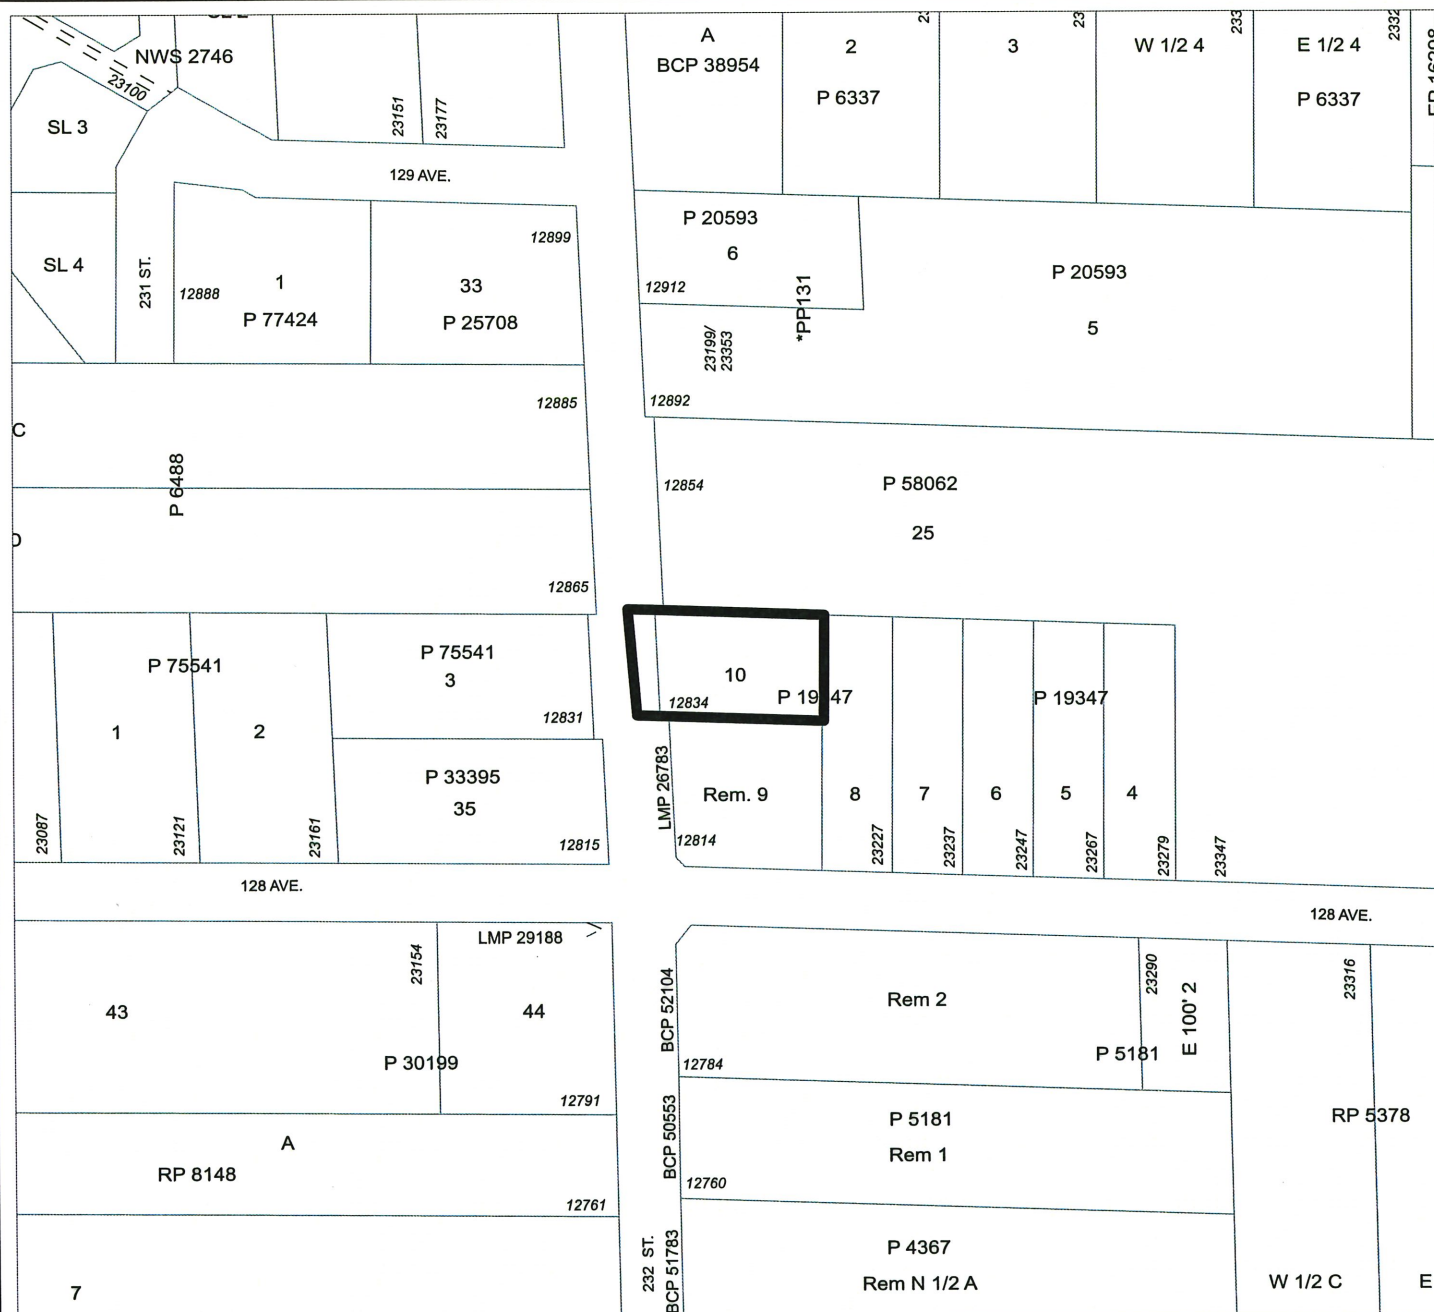 NWS 2746
23100
SL 3
23151
23177
A
BCP 38954
2
P 6337
3
W 1/2 4
E 1/2 4
P 6337
129 AVE.
SL 4
231 ST.
12888
1
P 77424
12899
33
P 25708
P 20593
6
12912
*PP131
P 20593
5
23199/
23353
12892
12885
C
P 6488
12854
P 58062
25
12865
P 75541
1
2
P 75541
3
12831
10
12834
P 19347
P 33395
35
12815
23087
23121
23161
LMP 26783
Rem. 9
12814
8
7
6
5
4
23227
23237
23247
23267
23279
23347
128 AVE.
128 AVE.
43
23154
LMP 29188
44
P 30199
12791
BCP 52104
Rem 2
12784
23290
E 100' 2
P 5181
23316
A
RP 8148
12761
BCP 50553
P 5181
Rem 1
12760
RP 5378
7
232 ST.
BCP 51783
P 4367
Rem N 1/2 A
W 1/2 C
E